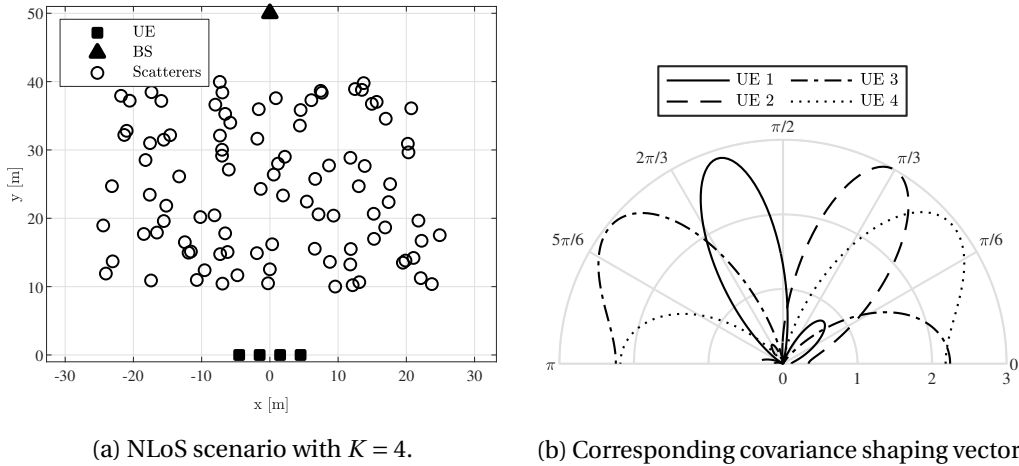 50
40
30
20
10
0
y [m]
-30 -20 -10 0 10 20 30
x [m]
UE
BS
Scatterers
(a) NLoS scenario with K = 4.
UE 1 UE 3
UE 2 UE 4
π/2
2π/3 π/3
5π/6 π/6
π 0
0 1 2 3
(b) Corresponding covariance shaping vector